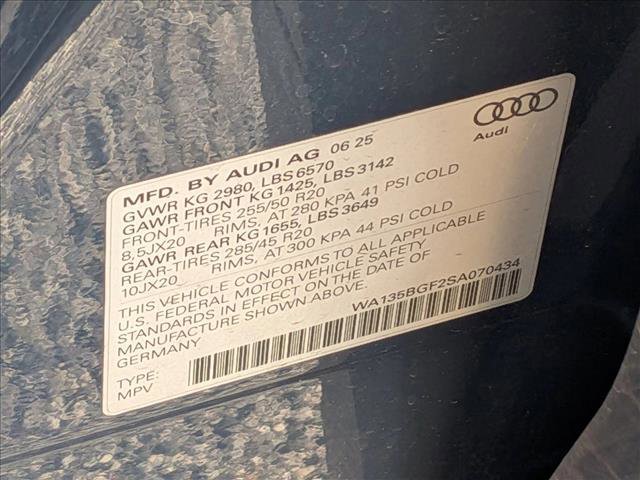 Audi
MFD. BY AUDI AG 06 25
GVWR KG 2980, LBS 6570
GAWR FRONT KG 1425, LBS 3142
FRONT-TIRES 255/50 R20
8,5JX20 RIMS, AT 280 KPA 41 PSI COLD
GAWR REAR KG 1655, LBS 3649
REAR-TIRES 285/45 R20
10JX20 RIMS, AT 300 KPA 44 PSI COLD
THIS VEHICLE CONFORMS TO ALL APPLICABLE
U.S. FEDERAL MOTOR VEHICLE SAFETY
STANDARDS IN EFFECT ON THE DATE OF
MANUFACTURE SHOWN ABOVE.
GERMANY
WA135BGF2SA070434
TYPE:
MPV